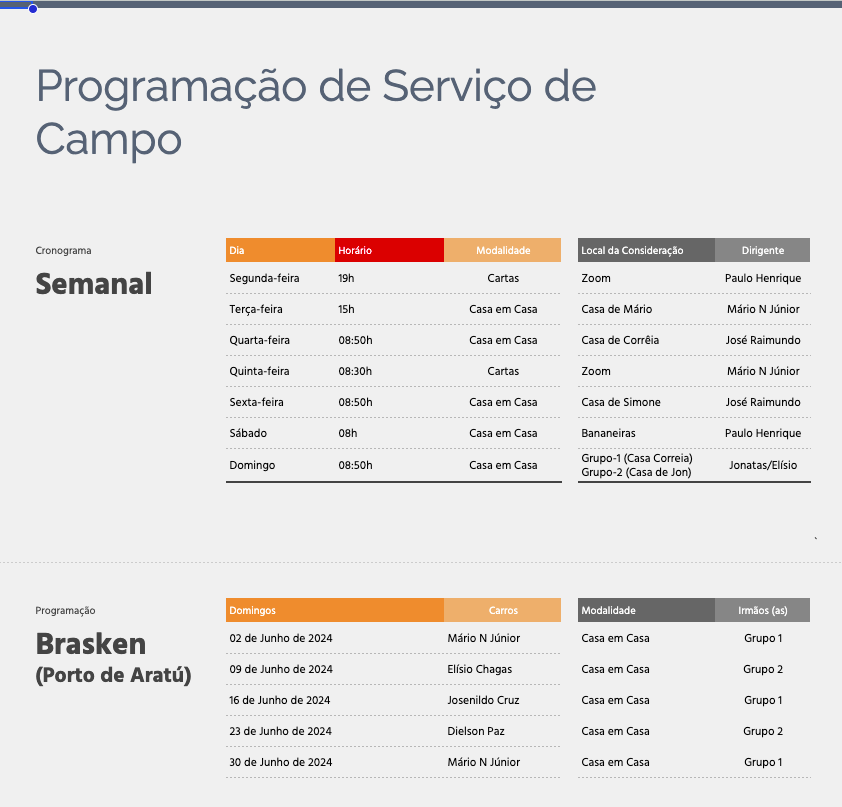 Programação de Serviço de
Campo
Cronograma
Semanal
Dia Horário Modalidade Local da Consideração Dirigente
Segunda-feira 19h Cartas Zoom Paulo Henrique
Terça-feira 15h Casa em Casa Casa de Mário Mário N Júnior
Quarta-feira 08:50h Casa em Casa Casa de Corrêia José Raimundo
Quinta-feira 08:30h Cartas Zoom Mário N Júnior
Sexta-feira 08:50h Casa em Casa Casa de Simone José Raimundo
Sábado 08h Casa em Casa Bananeiras Paulo Henrique
Domingo 08:50h Casa em Casa Grupo-1 (Casa Correia) Jonatas/Elísio
Grupo-2 (Casa de Jon)
Programação
Brasken
(Porto de Aratú)
Domingos Carros Modalidade Irmãos (as)
02 de Junho de 2024 Mário N Júnior Casa em Casa Grupo 1
09 de Junho de 2024 Elísio Chagas Casa em Casa Grupo 2
16 de Junho de 2024 Josenildo Cruz Casa em Casa Grupo 1
23 de Junho de 2024 Dielson Paz Casa em Casa Grupo 2
30 de Junho de 2024 Mário N Júnior Casa em Casa Grupo 1